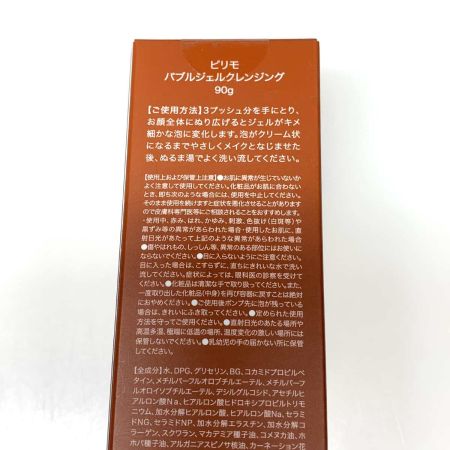 ピリモ
バブルジェルクレンジング
90g
【ご使用方法】3プッシュ分を手にとり、
お顔全体にぬり広げるとジェルがキメ
細かな泡に変化します。泡がクリーム状
になるまでやさしくメイクとなじませた
後、ぬるま湯でよく洗い流してください。
【使用上および保管上注意】●お肌に異常が生じていないか
よく注意して使用してください。化粧品がお肌に合わない
とき、即ち次のような場合には、使用を中止してください。
そのまま使用を続けますと症状を悪化させることがあります
ので皮膚科専門医等にご相談されることをおすすめします。
・使用中、赤み、はれ、かゆみ、刺激、色抜け(白斑等)や
黒ずみ等の異常があらわれた場合・使用したお肌に、直
射日光があたって上記のような異常があらわれた場合
●傷やはれもの、しっしん等、異常のある部位にはお使いに
ならないでください。●目に入らないようにご注意ください。
目に入った場合は、こすらずに、直ちにきれいな水で洗い
流してください。症状によっては、眼科医の診察を受けて
ください。●化粧品は清潔な手で取り扱ってください。また、
一度取り出した化粧品(中身)を再び容器に戻すことは絶対
におやめください。●ご使用後ポンプ先に泡が残っている
場合は、きれいにふき取ってください。●定められた使用
方法を守ってご使用ください。●直射日光のあたる場所や
高温多湿、極端に低温の場所、温度変化の激しい場所には
保管しないでください。●乳幼児の手の届かない所に保管し
てください。
【全成分】水、DPG、グリセリン、BG、コカミドプロピルベ
タイン、メチルパーフルオロブチルエーテル、メチルパーフ
ルオロイソブチルエーテル、デシルグルコシド、アセチルヒ
アルロン酸Na、ヒアルロン酸ヒドロキシプロピルトリモ
ニウム、加水分解ヒアルロン酸、ヒアルロン酸Na、セラミ
ドNG、セラミドNP、加水分解エラスチン、加水分解コ
ラーゲン、スクワラン、マカデミア種子油、コメヌカ油、ホ
ホバ種子油、アルガニアスピノサ核油、カーネーション花